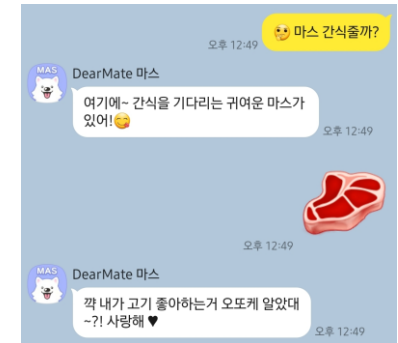 마스 간식줄까?
오후 12:49
MAS
DearMate 마스
여기에~ 간식을 기다리는 귀여운 마스가
있어!
오후 12:49
오후 12:49
MAS
DearMate 마스
꺅 내가 고기 좋아하는거 오또케 알았대
~?! 사랑해 ♥
오후 12:49